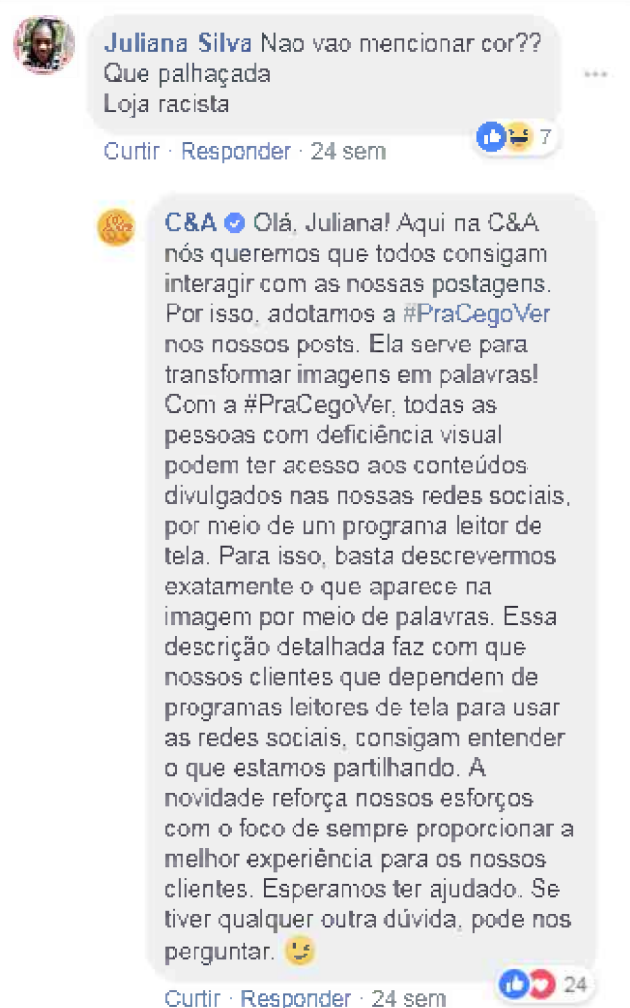 Juliana Silva Nao vao mencionar cor??
Que palhaçada
Loja racista
7
Curtir · Responder · 24 sem
C&A Olá, Juliana! Aqui na C&A
nós queremos que todos consigam
interagir com as nossas postagens.
Por isso, adotamos a #PraCegoVer
nos nossos posts. Ela serve para
transformar imagens em palavras!
Com a #PraCegoVer, todas as
pessoas com deficiência visual
podem ter acesso aos conteúdos
divulgados nas nossas redes sociais,
por meio de um programa leitor de
tela. Para isso, basta descrevermos
exatamente o que aparece na
imagem por meio de palavras. Essa
descrição detalhada faz com que
nossos clientes que dependem de
programas leitores de tela para usar
as redes sociais, consigam entender
o que estamos partilhando. A
novidade reforça nossos esforços
com o foco de sempre proporcionar a
melhor experiência para os nossos
clientes. Esperamos ter ajudado. Se
tiver qualquer outra dúvida, pode nos
perguntar. 😉
24
Curtir · Responder · 24 sem